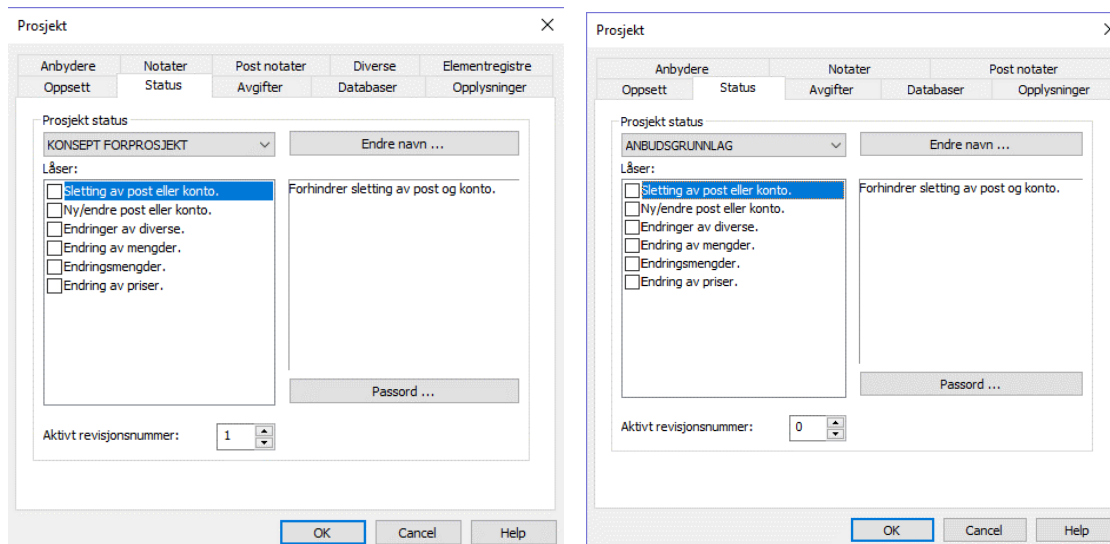 Prosjekt
Anbydere Notater Post notater Diverse Elementregistre
Oppsett Status Avgifter Databaser Opplysninger
Prosjekt status
KONSEPT FORPROSJEKT Endre navn ...
Låser:
Sletting av post eller konto. Forhindrer sletting av post og konto.
Ny/endre post eller konto.
Endringer av diverse.
Endring av mengder.
Endringsmengder.
Endring av priser.
Passord ...
Aktivt revisjonsnummer: 1
OK Cancel Help
Prosjekt
Anbydere Notater Post notater
Oppsett Status Avgifter Databaser Opplysninger
Prosjekt status
ANBUDSGRUNNLAG Endre navn ...
Låser:
Sletting av post eller konto. Forhindrer sletting av post og konto.
Ny/endre post eller konto.
Endringer av diverse.
Endring av mengder.
Endringsmengder.
Endring av priser.
Passord ...
Aktivt revisjonsnummer: 0
OK Cancel Help